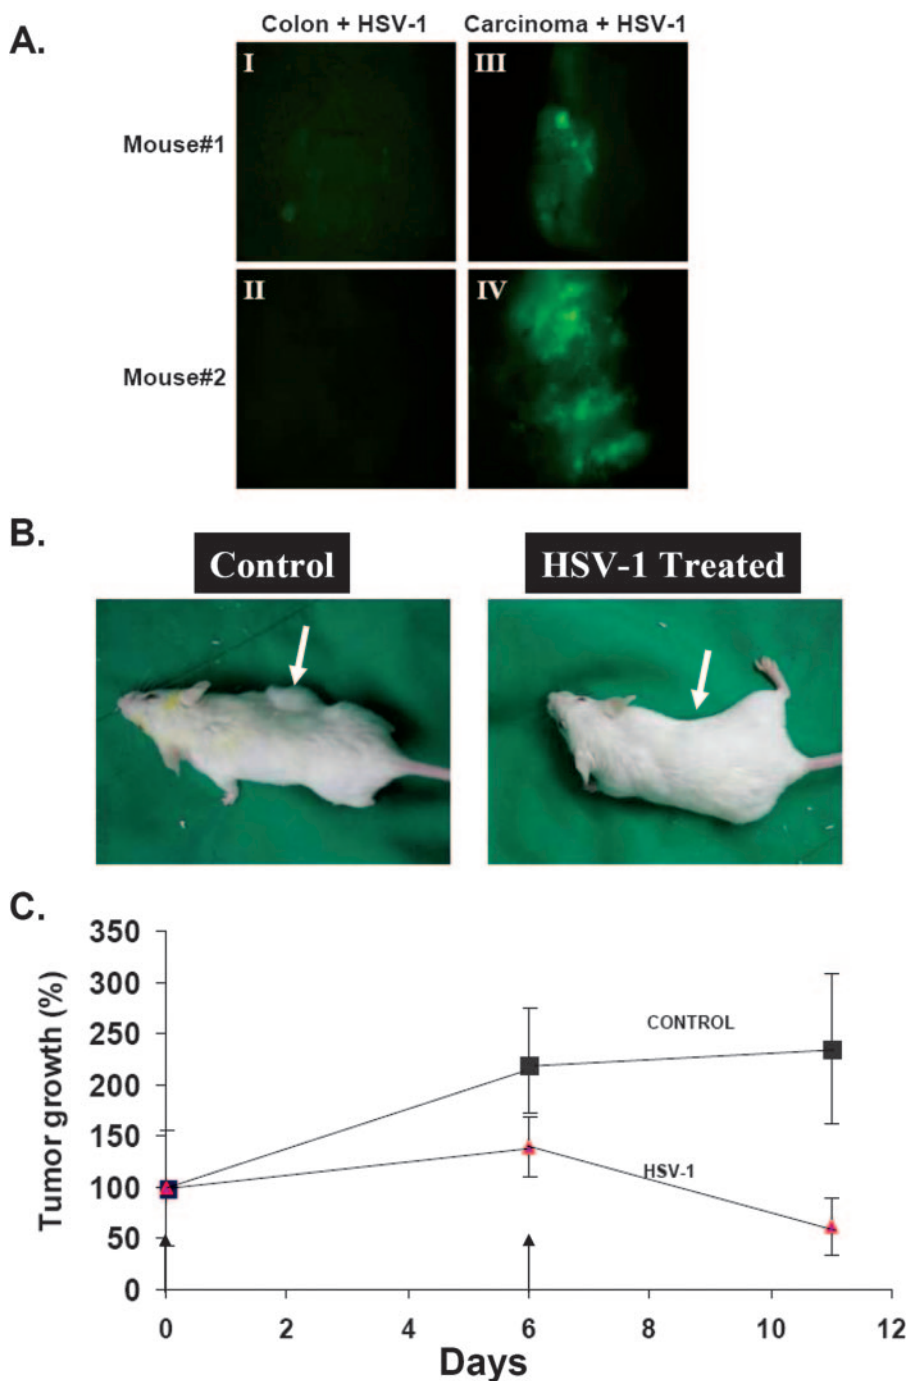 A.
Colon + HSV-1 Carcinoma + HSV-1
Mouse#1
I
III
Mouse#2
II
IV
B.
Control
HSV-1 Treated
C.
Tumor growth (%)
350
300
250
200
150
100
50
0
CONTROL
HSV-1
0 2 4 6 8 10 12
Days